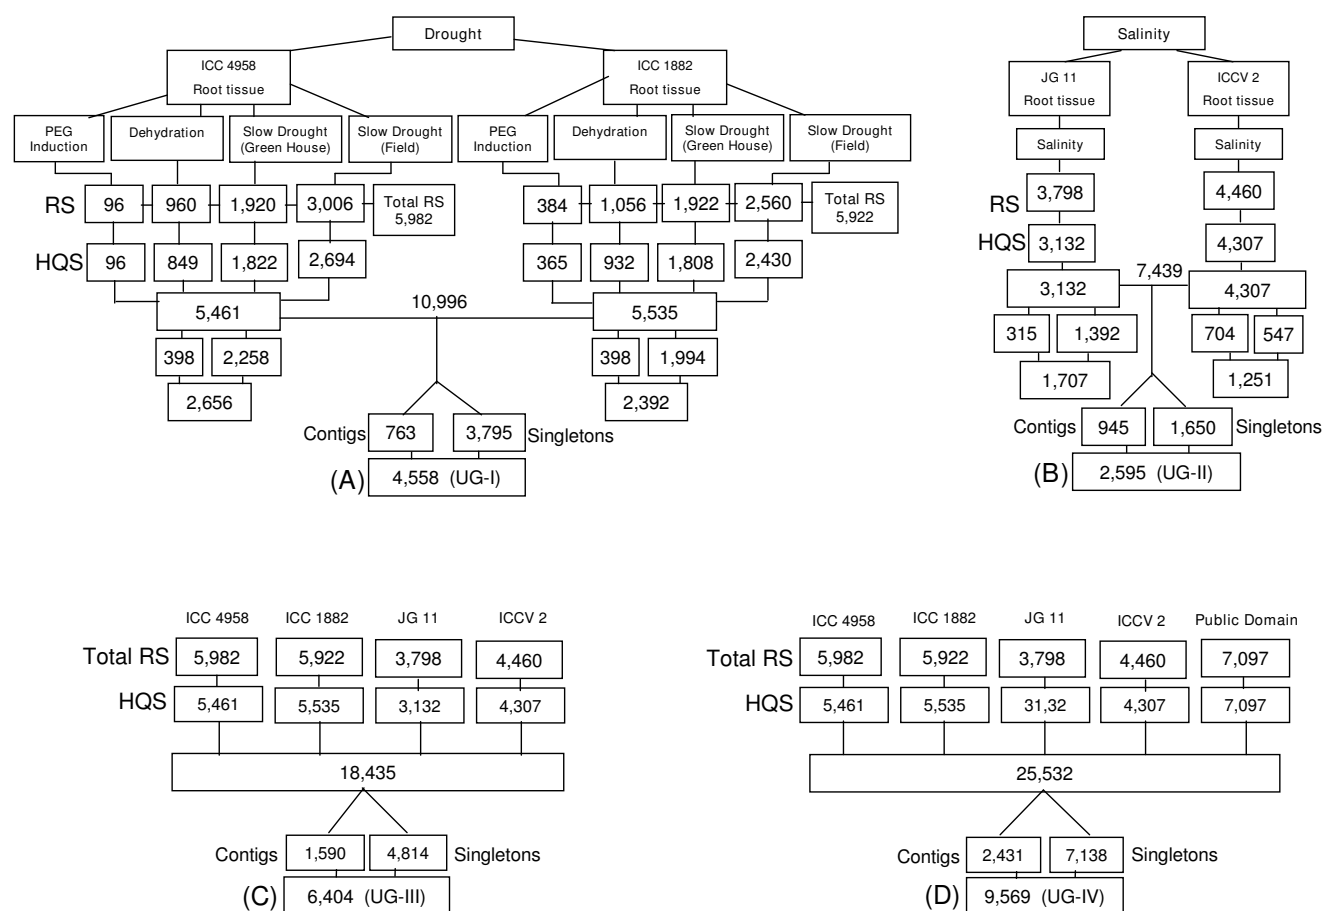 Drought
ICC 4958
Root tissue
ICC 1882
Root tissue
PEG
Induction
Dehydration
Slow Drought
(Green House)
Slow Drought
(Field)
PEG
Induction
Dehydration
Slow Drought
(Green House)
Slow Drought
(Field)
RS 96 960 1,920 3,006 Total RS
5,982
384 1,056 1,922 2,560 Total RS
5,922
HQS 96 849 1,822 2,694
365 932 1,808 2,430
5,461 10,996 5,535
398 2,258 398 1,994
2,656 2,392
Contigs 763 3,795 Singletons
(A) 4,558 (UG-I)
Salinity
JG 11
Root tissue
ICCV 2
Root tissue
Salinity Salinity
RS 3,798 4,460
HQS 3,132 4,307
3,132 7,439 4,307
315 1,392 704 547
1,707 1,251
Contigs 945 1,650 Singletons
(B) 2,595 (UG-II)
ICC 4958 ICC 1882 JG 11 ICCV 2
Total RS 5,982 5,922 3,798 4,460
HQS 5,461 5,535 3,132 4,307
18,435
Contigs 1,590 4,814 Singletons
(C) 6,404 (UG-III)
ICC 4958 ICC 1882 JG 11 ICCV 2 Public Domain
Total RS 5,982 5,922 3,798 4,460 7,097
HQS 5,461 5,535 31,32 4,307 7,097
25,532
Contigs 2,431 7,138 Singletons
(D) 9,569 (UG-IV)